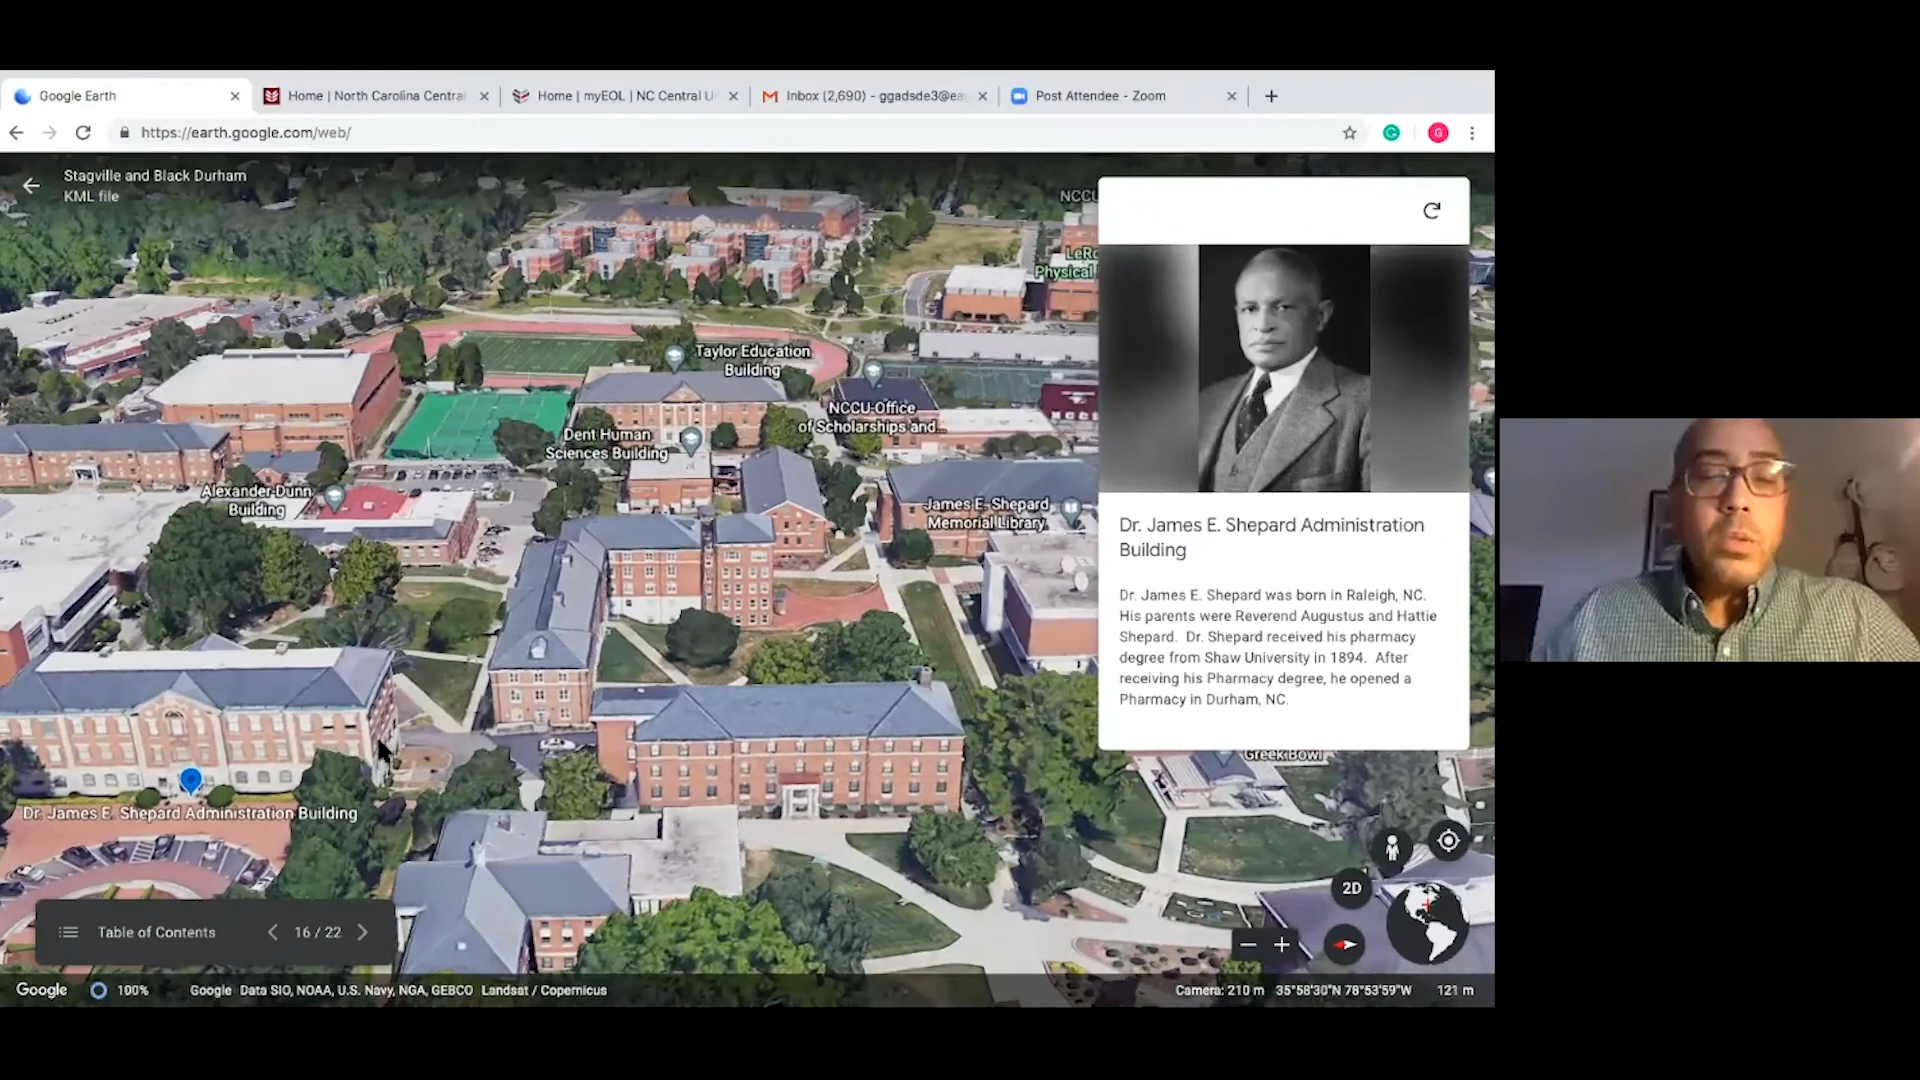 Google Earth
Home | North Carolina Central
Home | myEOL | NC Central Ur
Inbox (2,690) - ggadsde3@ea
Post Attendee - Zoom
https://earth.google.com/web/
G
Stagville and Black Durham
KML file
NCCU
LeRo
Physical
Taylor Education
Building
NCCU-Office
of Scholarships and...
Dent Human
Sciences Building
Alexander-Dunn
Building
James E. Shepard
Memorial Library
Dr. James E. Shepard Administration
Building
Dr. James E. Shepard was born in Raleigh, NC.
His parents were Reverend Augustus and Hattie
Shepard. Dr. Shepard received his pharmacy
degree from Shaw University in 1894. After
receiving his Pharmacy degree, he opened a
Pharmacy in Durham, NC.
Greek Bowl
Dr. James E. Shepard Administration Building
2D
Table of Contents
16 / 22
Google
100%
Google Data SIO, NOAA, U.S. Navy, NGA, GEBCO Landsat / Copernicus
Camera: 210 m 35°58'30"N 78°53'59"W 121 m